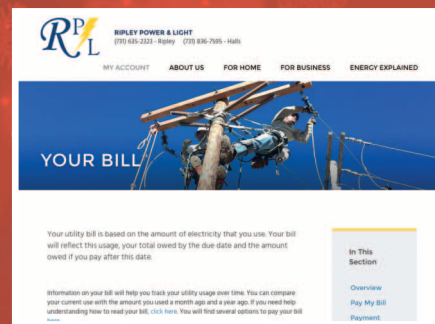 RPL
RIPLEY POWER & LIGHT
(731) 635-2323 - Ripley (731) 836-7595 - Halls
MY ACCOUNT ABOUT US FOR HOME FOR BUSINESS ENERGY EXPLAINED
YOUR BILL
Your utility bill is based on the amount of electricity that you use. Your bill
will reflect this usage, your total owed by the due date and the amount
owed if you pay after this date.
Information on your bill will help you track your utility usage over time. You can compare
your current use with the amount you used a month ago and a year ago. If you need help
understanding how to read your bill, click here. You will find several options to pay your bill
here.
In This
Section
Overview
Pay My Bill
Payment